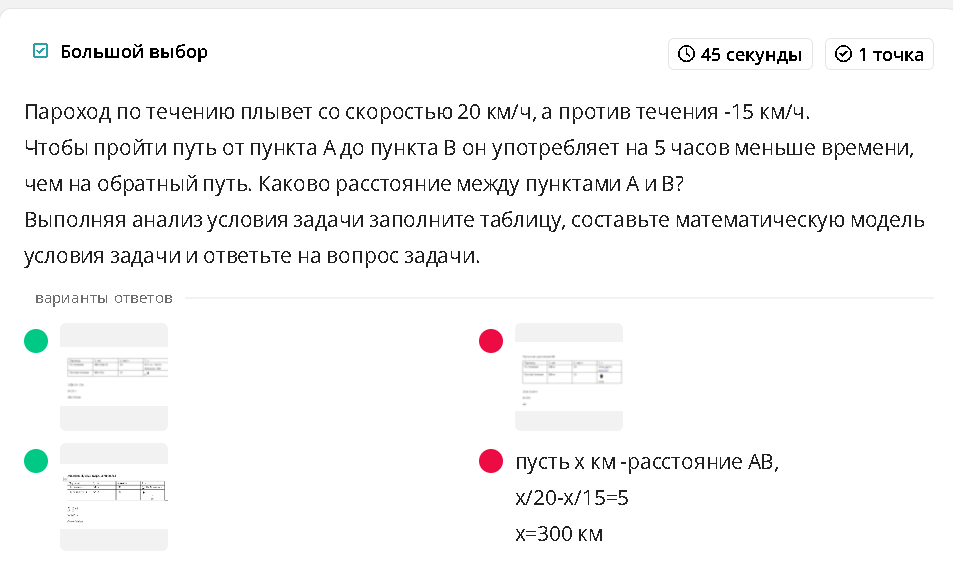 Большой выбор
45 секунды
1 точка
Пароход по течению плывет со скоростью 20 км/ч, а против течения -15 км/ч.
Чтобы пройти путь от пункта А до пункта В он употребляет на 5 часов меньше времени,
чем на обратный путь. Каково расстояние между пунктами А и В?
Выполняя анализ условия задачи заполните таблицу, составьте математическую модель
условия задачи и ответьте на вопрос задачи.
варианты ответов
пусть х км -расстояние АВ,
х/20-х/15=5
х=300 км